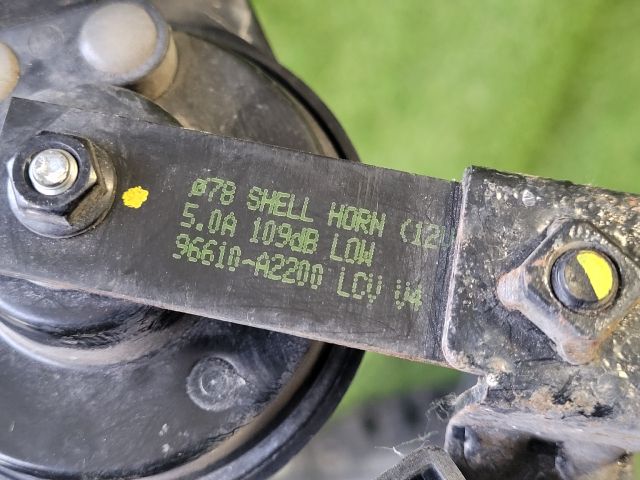 ø78 SHELL HORN (12V
5.0A 109dB LOW
96610-A2200 LCV V4